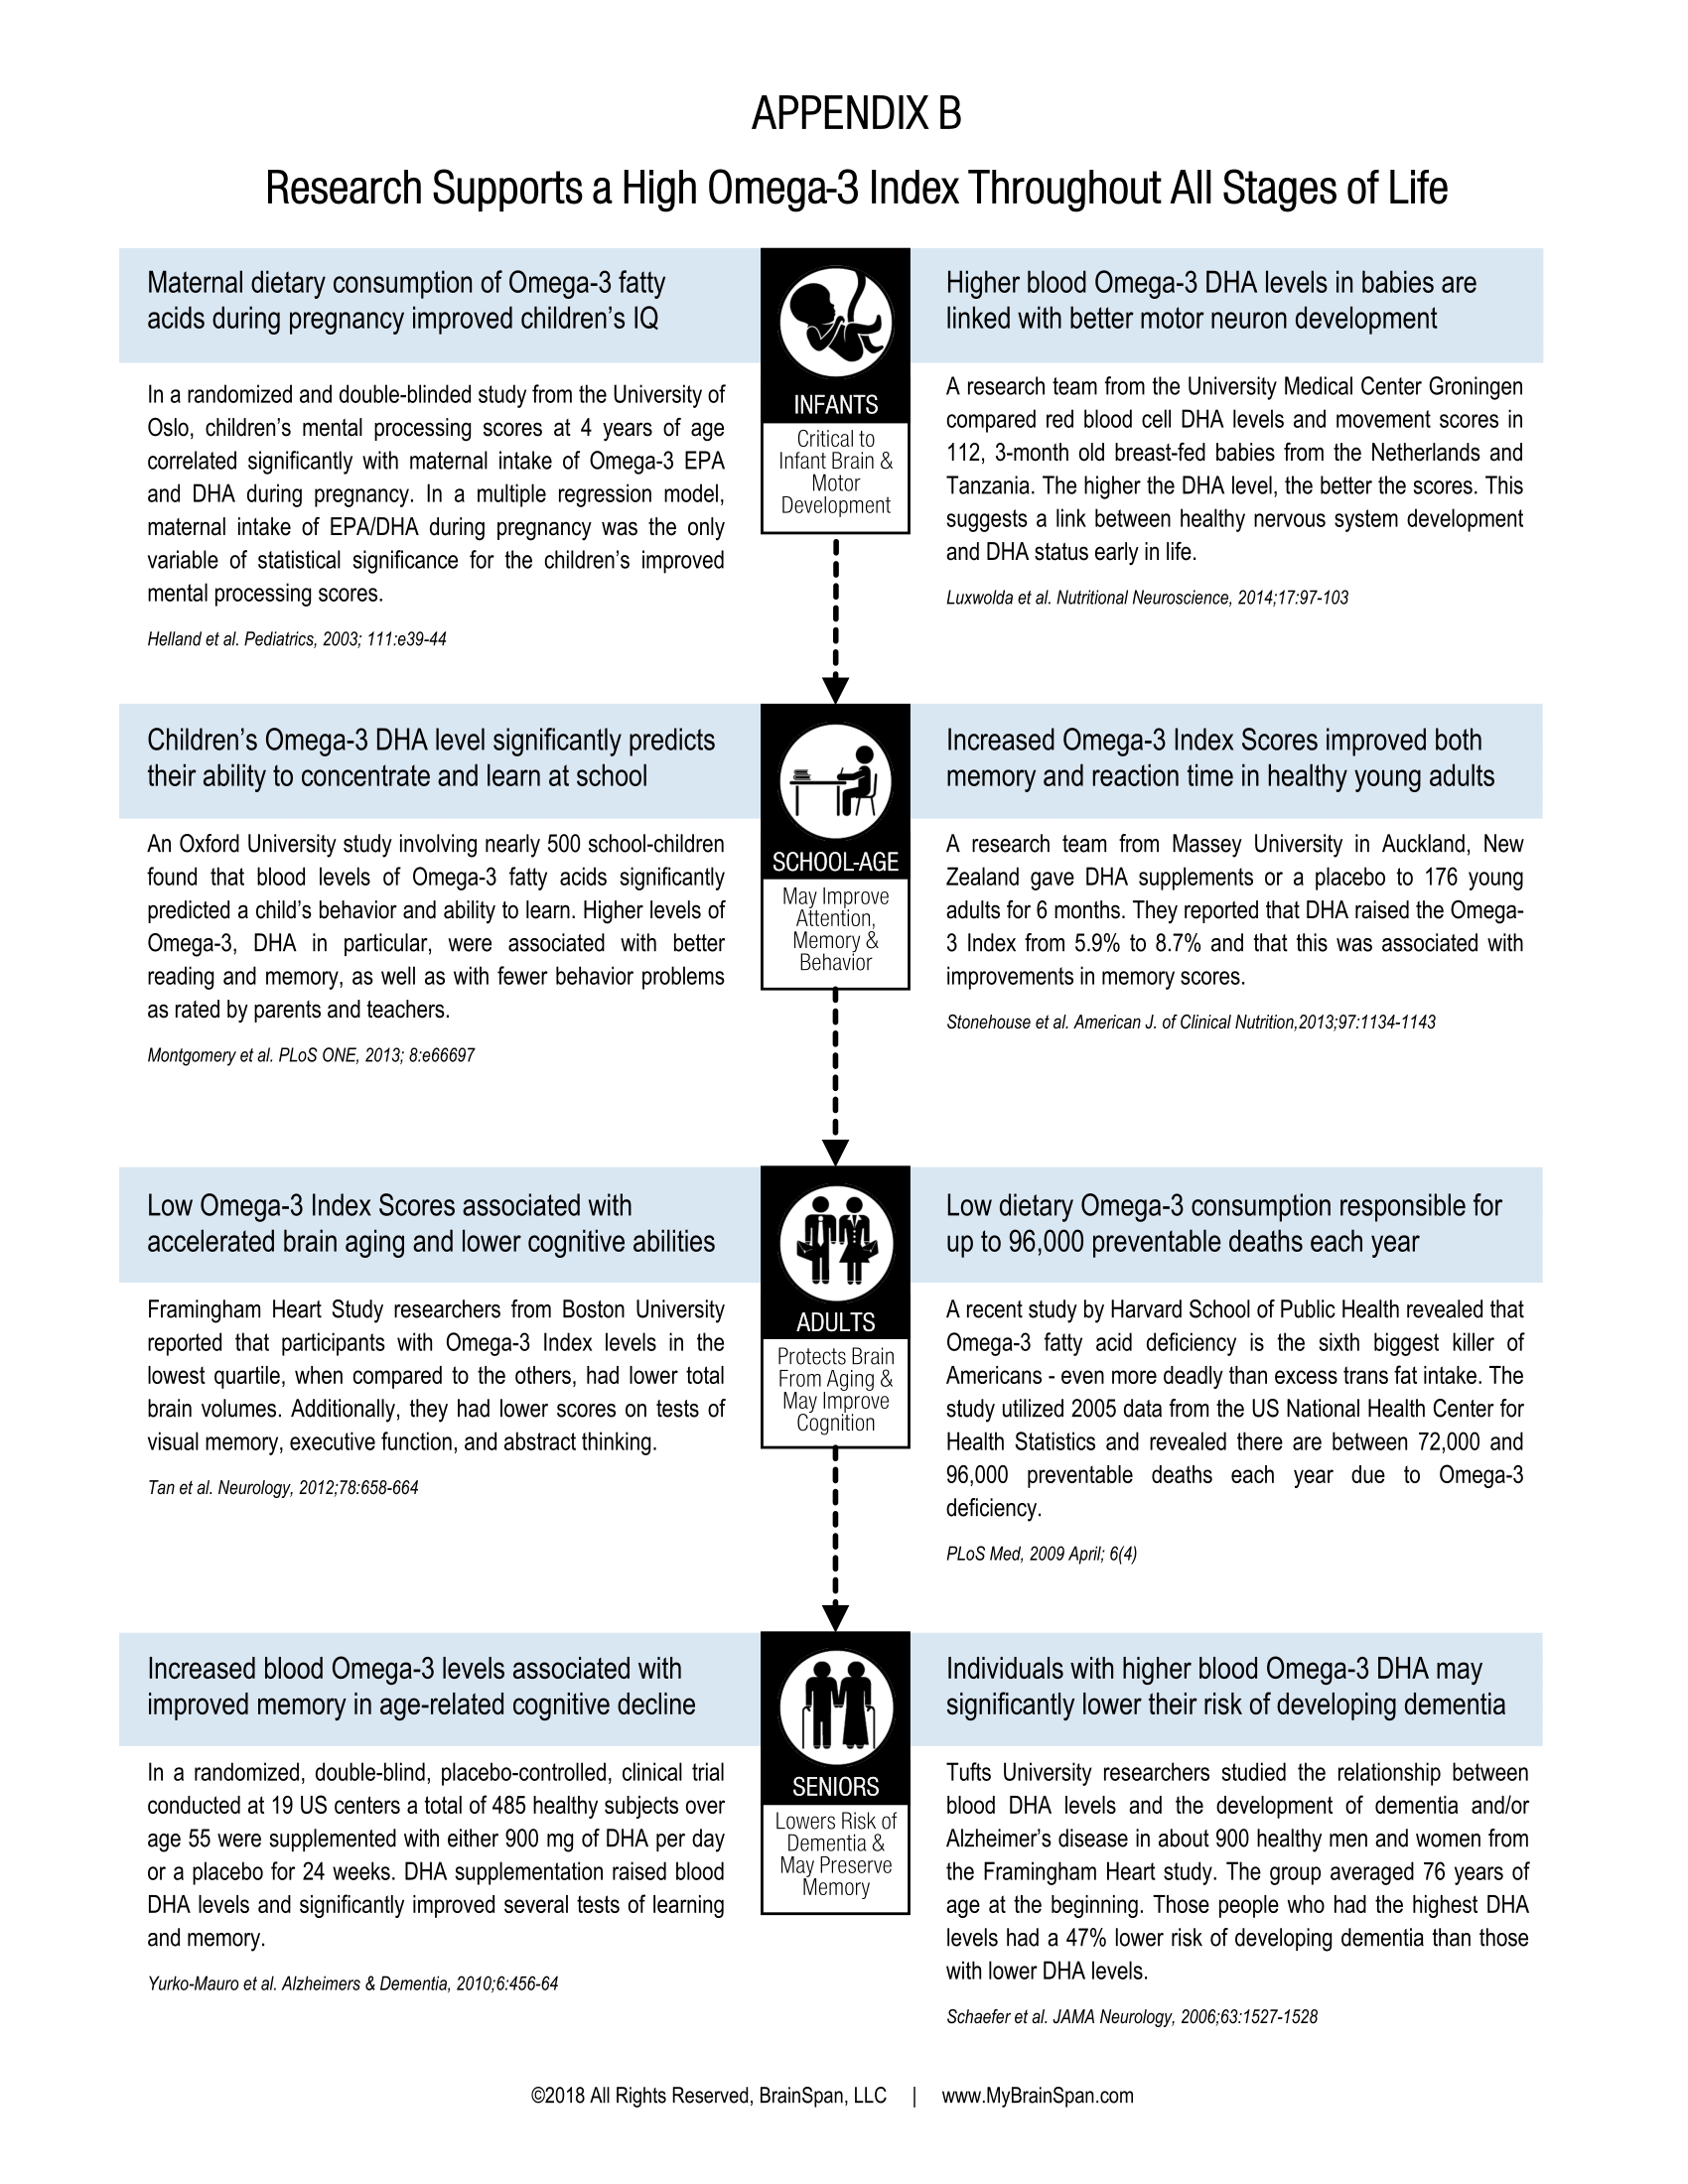 APPENDIX B
Research Supports a High Omega-3 Index Throughout All Stages of Life
Maternal dietary consumption of Omega-3 fatty
acids during pregnancy improved children's IQ
In a randomized and double-blinded study from the University of
Oslo, children's mental processing scores at 4 years of age
correlated significantly with maternal intake of Omega-3 EPA
and DHA during pregnancy. In a multiple regression model,
maternal intake of EPA/DHA during pregnancy was the only
variable of statistical significance for the children's improved
mental processing scores.
Helland et al. Pediatrics, 2003; 111:e39-44
INFANTS
Critical to
Infant Brain &
Motor
Development
Higher blood Omega-3 DHA levels in babies are
linked with better motor neuron development
A research team from the University Medical Center Groningen
compared red blood cell DHA levels and movement scores in
112, 3-month old breast-fed babies from the Netherlands and
Tanzania. The higher the DHA level, the better the scores. This
suggests a link between healthy nervous system development
and DHA status early in life.
Luxwolda et al. Nutritional Neuroscience, 2014;17:97-103
Children's Omega-3 DHA level significantly predicts
their ability to concentrate and learn at school
An Oxford University study involving nearly 500 school-children
found that blood levels of Omega-3 fatty acids significantly
predicted a child's behavior and ability to learn. Higher levels of
Omega-3, DHA in particular, were associated with better
reading and memory, as well as with fewer behavior problems
as rated by parents and teachers.
Montgomery et al. PLoS ONE, 2013; 8:e66697
SCHOOL-AGE
May Improve
Attention,
Memory &
Behavior
Increased Omega-3 Index Scores improved both
memory and reaction time in healthy young adults
A research team from Massey University in Auckland, New
Zealand gave DHA supplements or a placebo to 176 young
adults for 6 months. They reported that DHA raised the Omega-
3 Index from 5.9% to 8.7% and that this was associated with
improvements in memory scores.
Stonehouse et al. American J. of Clinical Nutrition,2013;97:1134-1143
Low Omega-3 Index Scores associated with
accelerated brain aging and lower cognitive abilities
Framingham Heart Study researchers from Boston University
reported that participants with Omega-3 Index levels in the
lowest quartile, when compared to the others, had lower total
brain volumes. Additionally, they had lower scores on tests of
visual memory, executive function, and abstract thinking.
Tan et al. Neurology, 2012;78:658-664
ADULTS
Protects Brain
From Aging &
May Improve
Cognition
Low dietary Omega-3 consumption responsible for
up to 96,000 preventable deaths each year
A recent study by Harvard School of Public Health revealed that
Omega-3 fatty acid deficiency is the sixth biggest killer of
Americans - even more deadly than excess trans fat intake. The
study utilized 2005 data from the US National Health Center for
Health Statistics and revealed there are between 72,000 and
96,000 preventable deaths each year due to Omega-3
deficiency.
PLoS Med, 2009 April; 6(4)
Increased blood Omega-3 levels associated with
improved memory in age-related cognitive decline
In a randomized, double-blind, placebo-controlled, clinical trial
conducted at 19 US centers a total of 485 healthy subjects over
age 55 were supplemented with either 900 mg of DHA per day
or a placebo for 24 weeks. DHA supplementation raised blood
DHA levels and significantly improved several tests of learning
and memory.
Yurko-Mauro et al. Alzheimers & Dementia, 2010;6:456-64
SENIORS
Lowers Risk of
Dementia &
May Preserve
Memory
Individuals with higher blood Omega-3 DHA may
significantly lower their risk of developing dementia
Tufts University researchers studied the relationship between
blood DHA levels and the development of dementia and/or
Alzheimer's disease in about 900 healthy men and women from
the Framingham Heart study. The group averaged 76 years of
age at the beginning. Those people who had the highest DHA
levels had a 47% lower risk of developing dementia than those
with lower DHA levels.
Schaefer et al. JAMA Neurology, 2006;63:1527-1528
©2018 All Rights Reserved, BrainSpan, LLC | www.MyBrainSpan.com